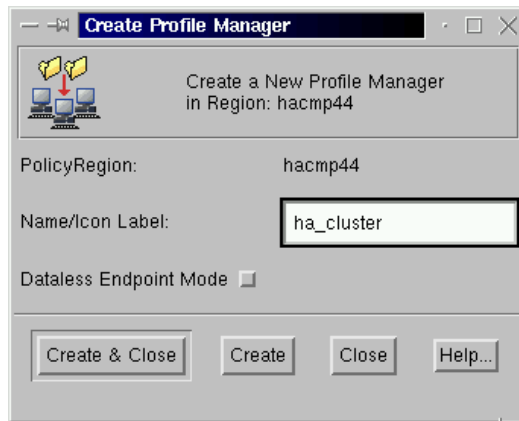 Create Profile Manager
Create a New Profile Manager
in Region: hacmp44
PolicyRegion: hacmp44
Name/Icon Label: ha_cluster
Dataless Endpoint Mode
Create & Close Create Close Help...